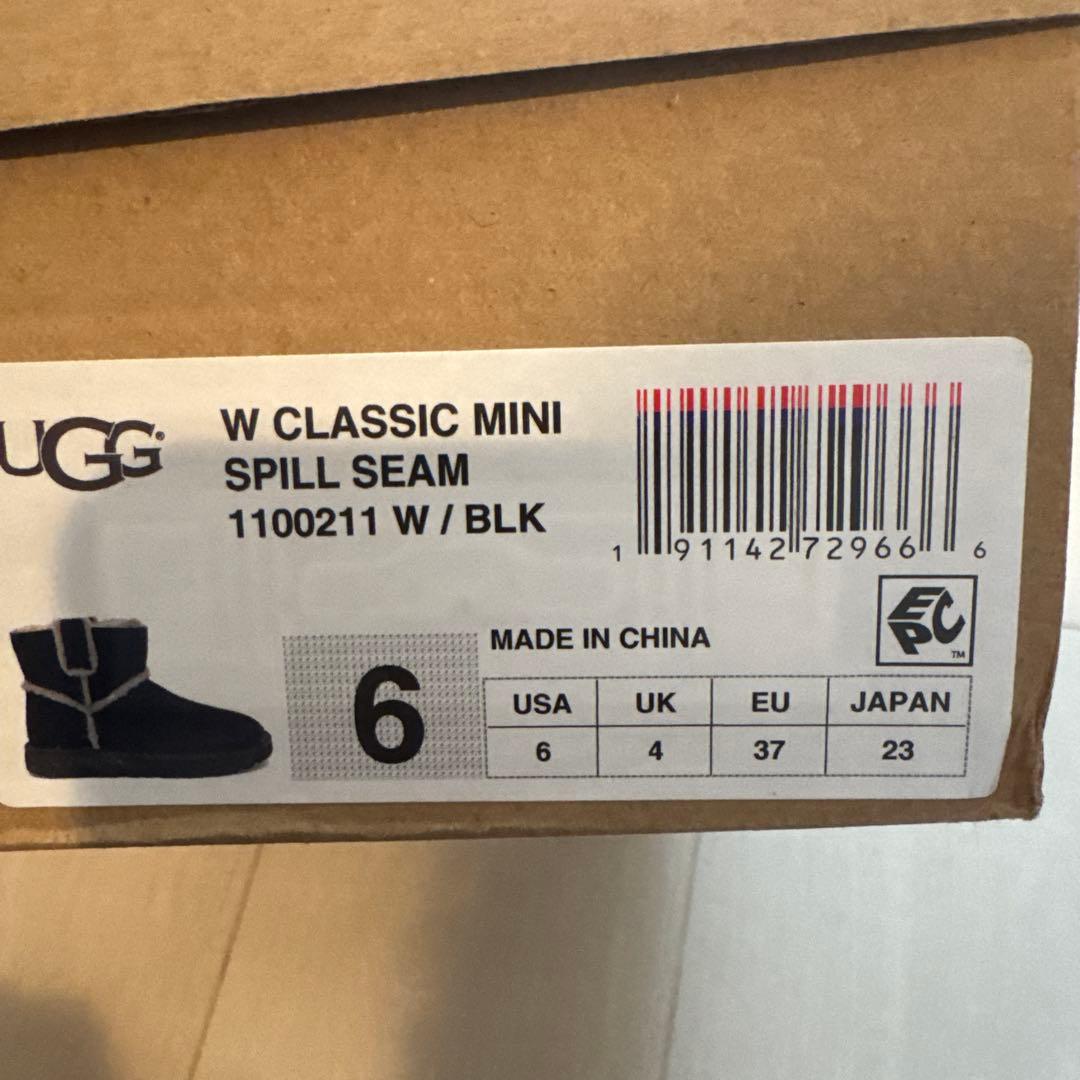 UGG
W CLASSIC MINI
SPILL SEAM
1100211 W / BLK
1 91142 72966 6
EPC™
MADE IN CHINA
6
USA UK EU JAPAN
6 4 37 23